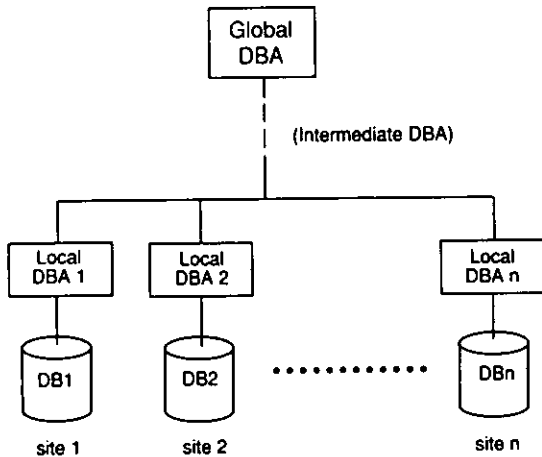 Global
DBA
(Intermediate DBA)
Local
DBA 1
Local
DBA 2
Local
DBA n
DB1
DB2
DBn
site 1
site 2
site n